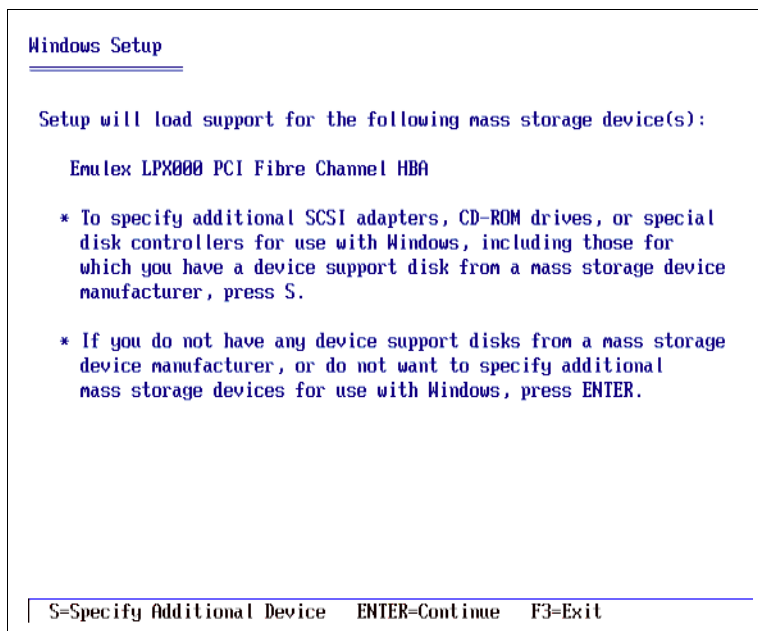 Windows Setup
Setup will load support for the following mass storage device(s):
Emulex LPX000 PCI Fibre Channel HBA
* To specify additional SCSI adapters, CD-ROM drives, or special
disk controllers for use with Windows, including those for
which you have a device support disk from a mass storage device
manufacturer, press S.
* If you do not have any device support disks from a mass storage
device manufacturer, or do not want to specify additional
mass storage devices for use with Windows, press ENTER.
S=Specify Additional Device ENTER=Continue F3=Exit